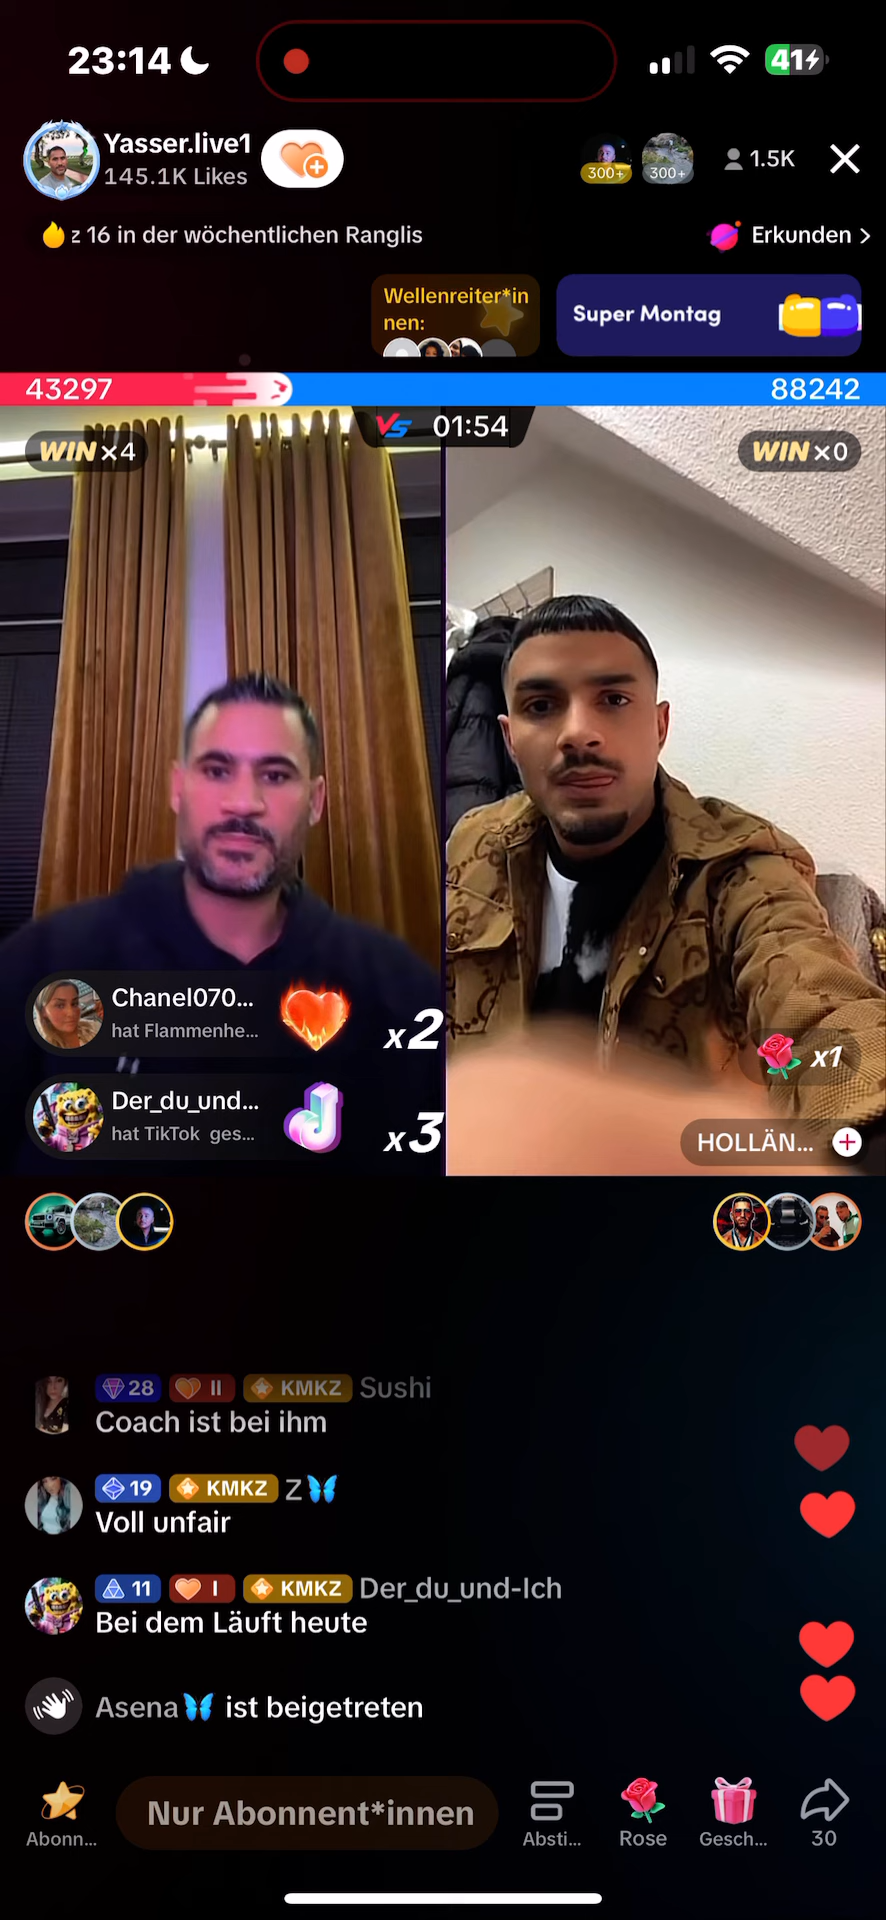 23:14
41
Yasser.live1
145.1K Likes
300+
300+
1.5K
z 16 in der wöchentlichen Ranglis
Erkunden >
Wellenreiter*in
nen:
Super Montag
43297
88242
VS 01:54
WIN x4
WIN x0
Chanel070...
hat Flammenhe...
x2
x1
Der_du_und...
hat TikTok ges...
x3
HOLLÄN...
28 II KMKZ Sushi
Coach ist bei ihm
19 KMKZ Z
Voll unfair
11 I KMKZ Der_du_und-Ich
Bei dem Läuft heute
Asena ist beigetreten
Nur Abonnent*innen
Abonn...
Absti...
Rose
Gesch...
30